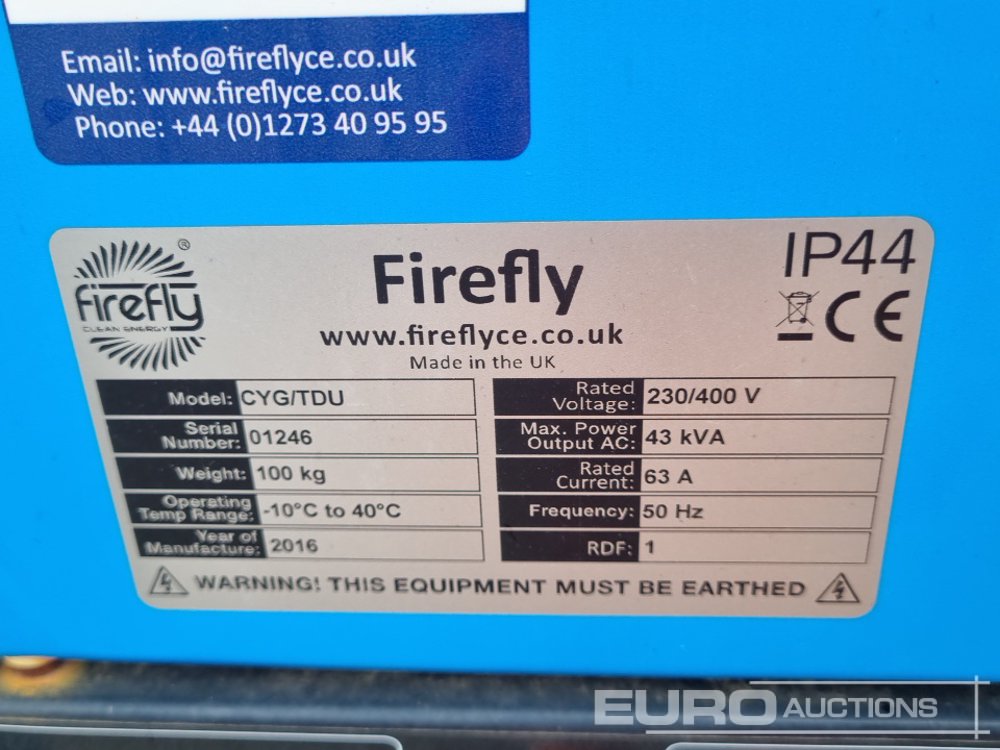 Email: info@fireflyce.co.uk
Web: www.fireflyce.co.uk
Phone: +44 (0)1273 40 95 95
®
FIREFLY
CLEAN ENERGY
Firefly
www.fireflyce.co.uk
Made in the UK
IP44
CE
Model: CYG/TDU
Serial Number: 01246
Weight: 100 kg
Operating Temp Range: -10°C to 40°C
Year of Manufacture: 2016
Rated Voltage: 230/400 V
Max. Power Output AC: 43 kVA
Rated Current: 63 A
Frequency: 50 Hz
RDF: 1
WARNING! THIS EQUIPMENT MUST BE EARTHED
EURO AUCTIONS